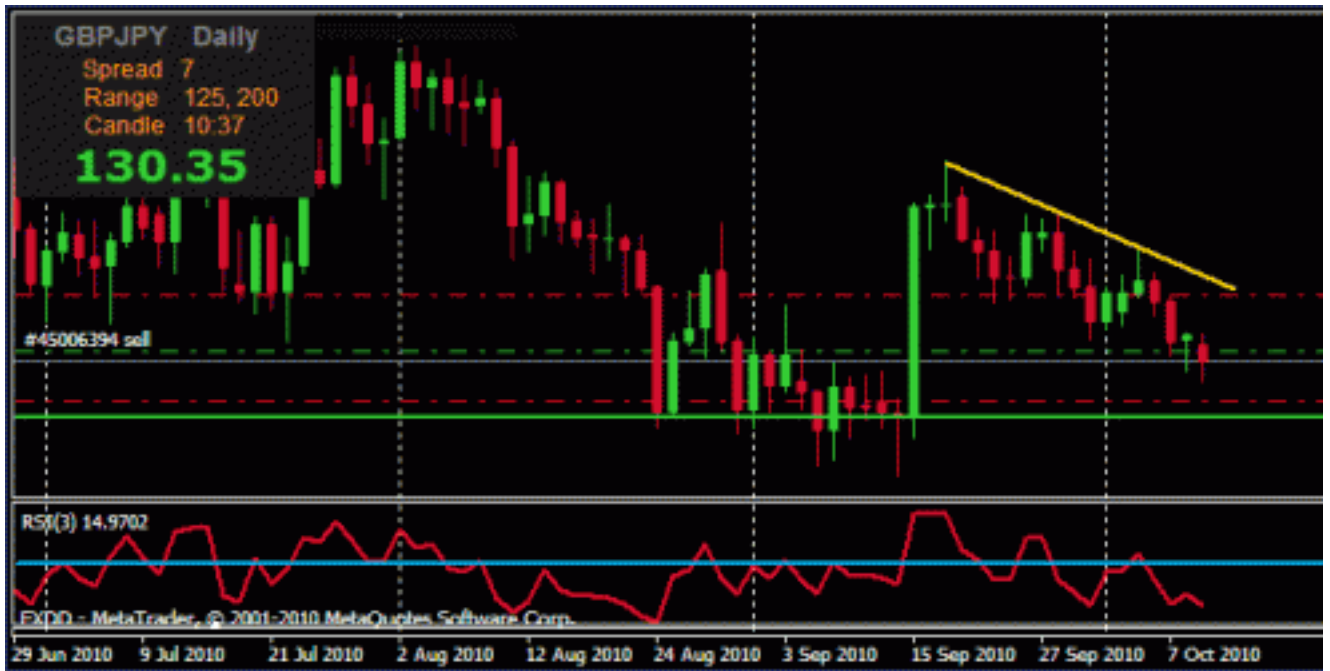 GBPJPY Daily
Spread 7
Range 125, 200
Candle 10:37
130.35
#45006394 sell
RSI(3) 14.9702
FXDD - MetaTrader, © 2001-2010 MetaQuotes Software Corp.
29 Jun 2010 9 Jul 2010 21 Jul 2010 2 Aug 2010 12 Aug 2010 24 Aug 2010 3 Sep 2010 15 Sep 2010 27 Sep 2010 7 Oct 2010